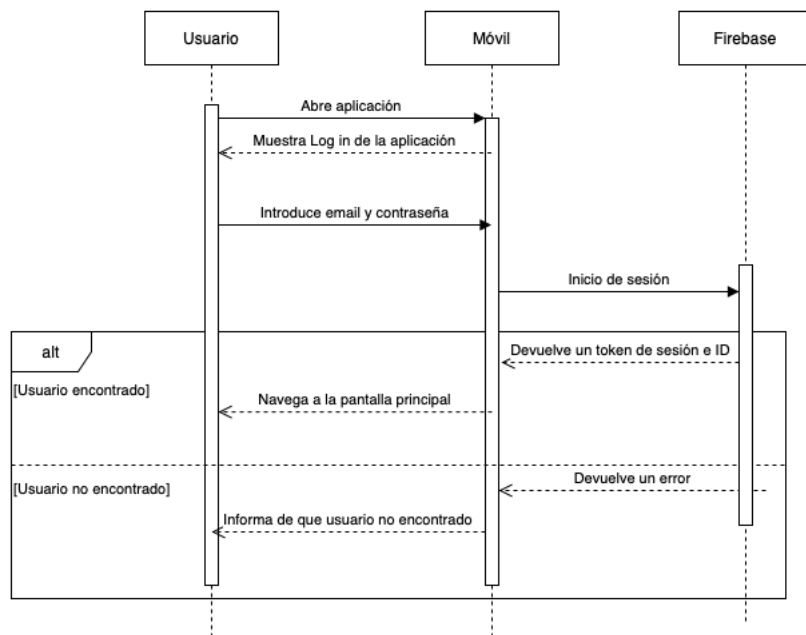 Usuario
Móvil
Firebase
Abre aplicación
Muestra Log in de la aplicación
Introduce email y contraseña
Inicio de sesión
alt
Devuelve un token de sesión e ID
[Usuario encontrado]
Navega a la pantalla principal
Devuelve un error
[Usuario no encontrado]
Informa de que usuario no encontrado